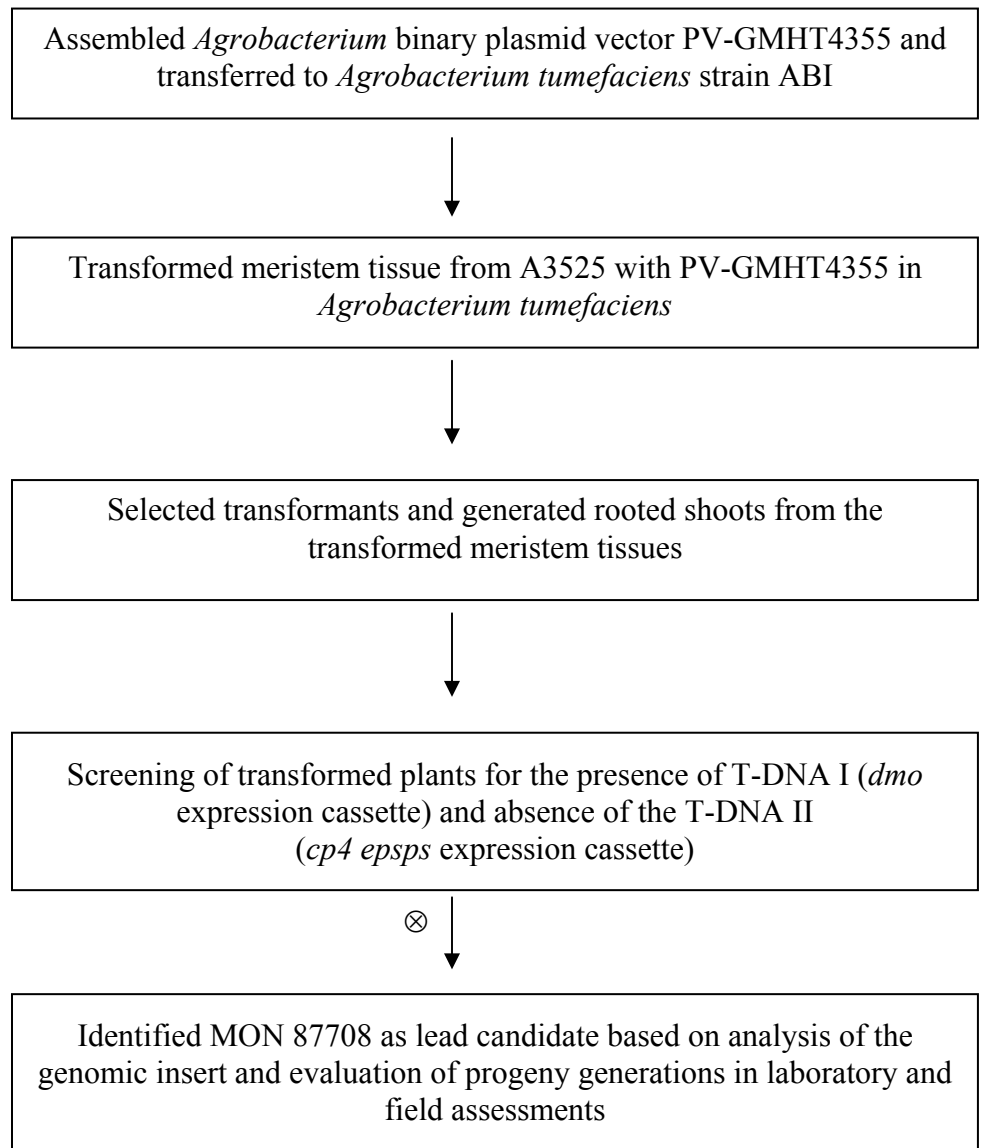 Assembled Agrobacterium binary plasmid vector PV-GMHT4355 and
transferred to Agrobacterium tumefaciens strain ABI
Transformed meristem tissue from A3525 with PV-GMHT4355 in
Agrobacterium tumefaciens
Selected transformants and generated rooted shoots from the
transformed meristem tissues
Screening of transformed plants for the presence of T-DNA I (dmo
expression cassette) and absence of the T-DNA II
(cp4 epsps expression cassette)
⊗
Identified MON 87708 as lead candidate based on analysis of the
genomic insert and evaluation of progeny generations in laboratory and
field assessments